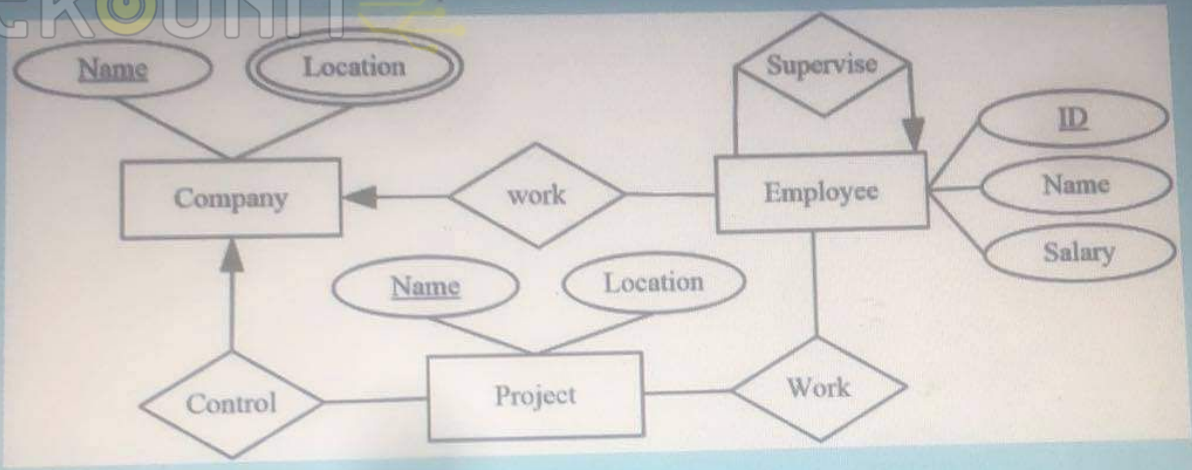 Name
Location
Supervise
ID
Company
work
Employee
Name
Salary
Name
Location
Control
Project
Work